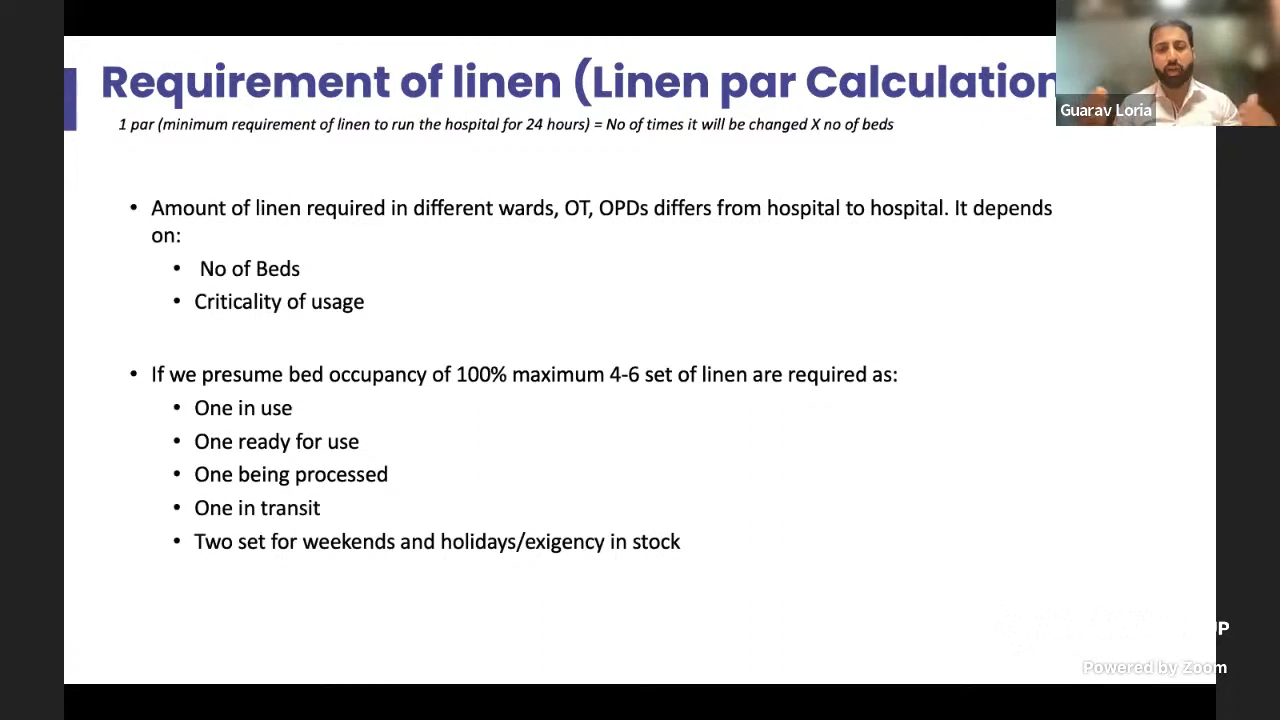 Requirement of linen (Linen par Calculation
1 par (minimum requirement of linen to run the hospital for 24 hours) = No of times it will be changed X no of beds
Guarav Loria
• Amount of linen required in different wards, OT, OPDs differs from hospital to hospital. It depends
on:
• No of Beds
• Criticality of usage
• If we presume bed occupancy of 100% maximum 4-6 set of linen are required as:
• One in use
• One ready for use
• One being processed
• One in transit
• Two set for weekends and holidays/exigency in stock
Powered by Zoom